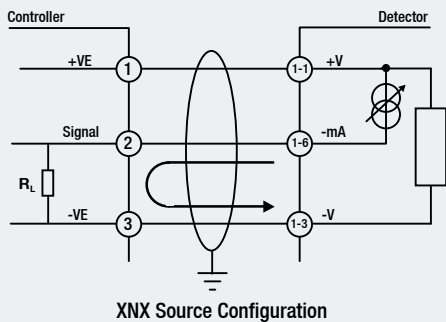 Controller
Detector
+VE 1 1-1 +V
Signal 2 1-6 -mA
RL
-VE 3 1-3 -V
XNX Source Configuration